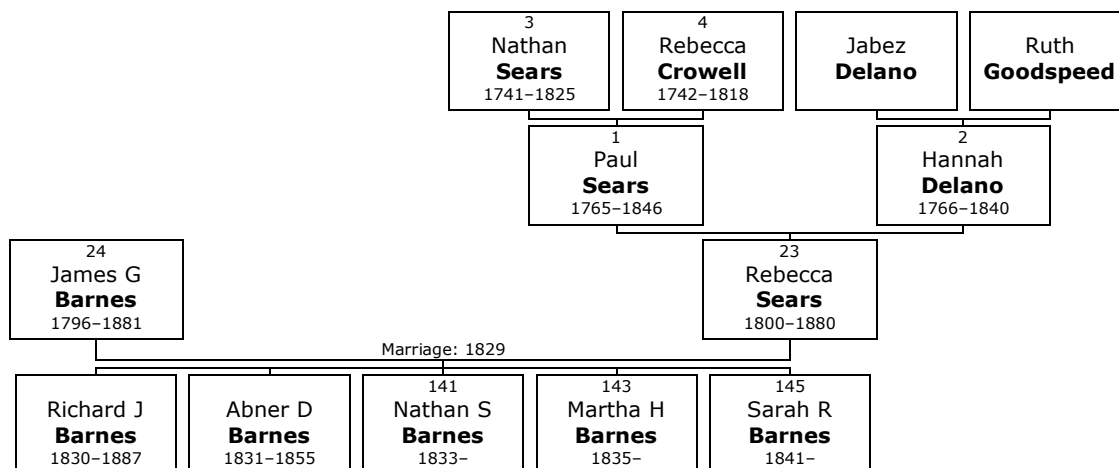 3
Nathan
Sears
1741–1825
4
Rebecca
Crowell
1742–1818
Jabez
Delano
Ruth
Goodspeed
1
Paul
Sears
1765–1846
2
Hannah
Delano
1766–1840
24
James G
Barnes
1796–1881
23
Rebecca
Sears
1800–1880
Marriage: 1829
Richard J
Barnes
1830–1887
Abner D
Barnes
1831–1855
141
Nathan S
Barnes
1833–
143
Martha H
Barnes
1835–
145
Sarah R
Barnes
1841–